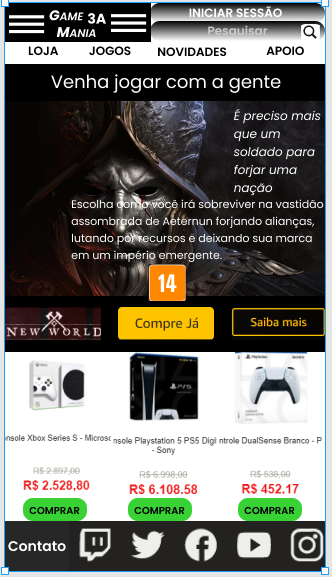 GAME 3A
MANIA
INICIAR SESSÃO
Pesquisar
LOJA JOGOS NOVIDADES APOIO
Venha jogar com a gente
É preciso mais
que um
soldado para
forjar uma
nação
Escolha como você irá sobreviver na vastidão
assombrada de Aeternun forjando alianças,
lutando por recursos e deixando sua marca
em um império emergente.
14
NEW WORLD
Compre Já
Saiba mais
onsole Xbox Series S - Microso
onsole Playstation 5 PS5 Digi
- Sony
ntrole DualSense Branco - P
R$ 2.897,00
R$ 2.528,80
R$ 6.998,00
R$ 6.108.58
R$ 538,00
R$ 452.17
COMPRAR COMPRAR COMPRAR
Contato